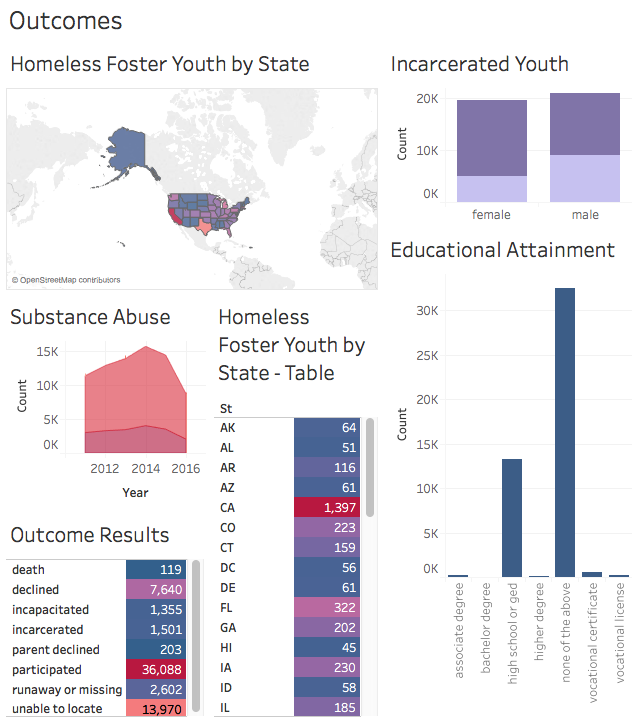 Outcomes
Homeless Foster Youth by State
© OpenStreetMap contributors
Incarcerated Youth
Count
20K
10K
0K
female
male
Substance Abuse
Count
15K
10K
5K
0K
2012 2014 2016
Year
Homeless
Foster Youth by
State - Table
St
AK 64
AL 51
AR 116
AZ 61
CA 1,397
CO 223
CT 159
DC 56
DE 61
FL 322
GA 202
HI 45
IA 230
ID 58
IL 185
Outcome Results
death 119
declined 7,640
incapacitated 1,355
incarcerated 1,501
parent declined 203
participated 36,088
runaway or missing 2,602
unable to locate 13,970
Educational Attainment
Count
30K
25K
20K
15K
10K
5K
0K
associate degree
bachelor degree
high school or ged
higher degree
none of the above
vocational certificate
vocational license